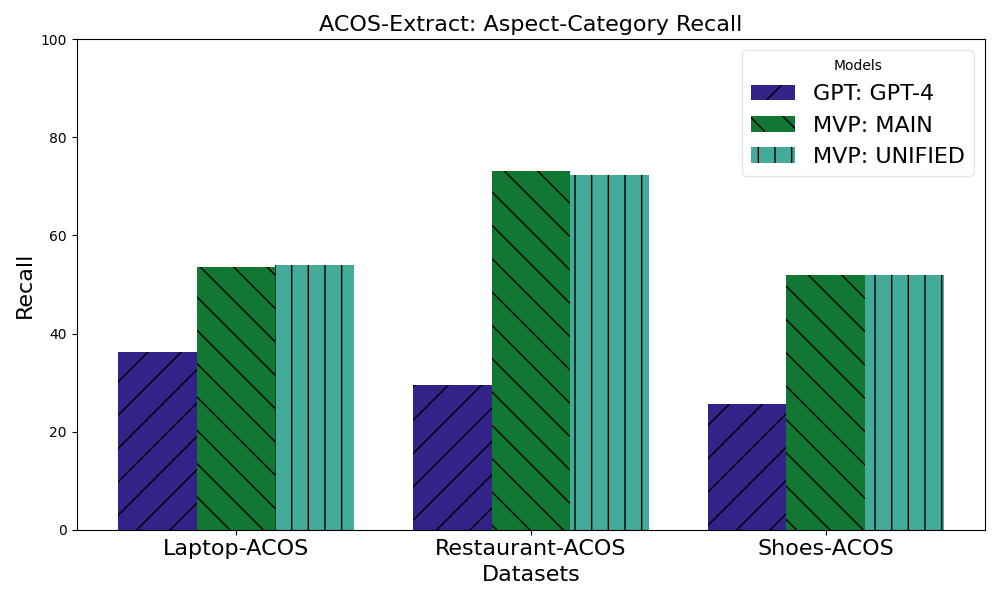 ACOS-Extract: Aspect-Category Recall
100
80
60
40
20
0
Recall
Models
GPT: GPT-4
MVP: MAIN
MVP: UNIFIED
Laptop-ACOS
Restaurant-ACOS
Shoes-ACOS
Datasets